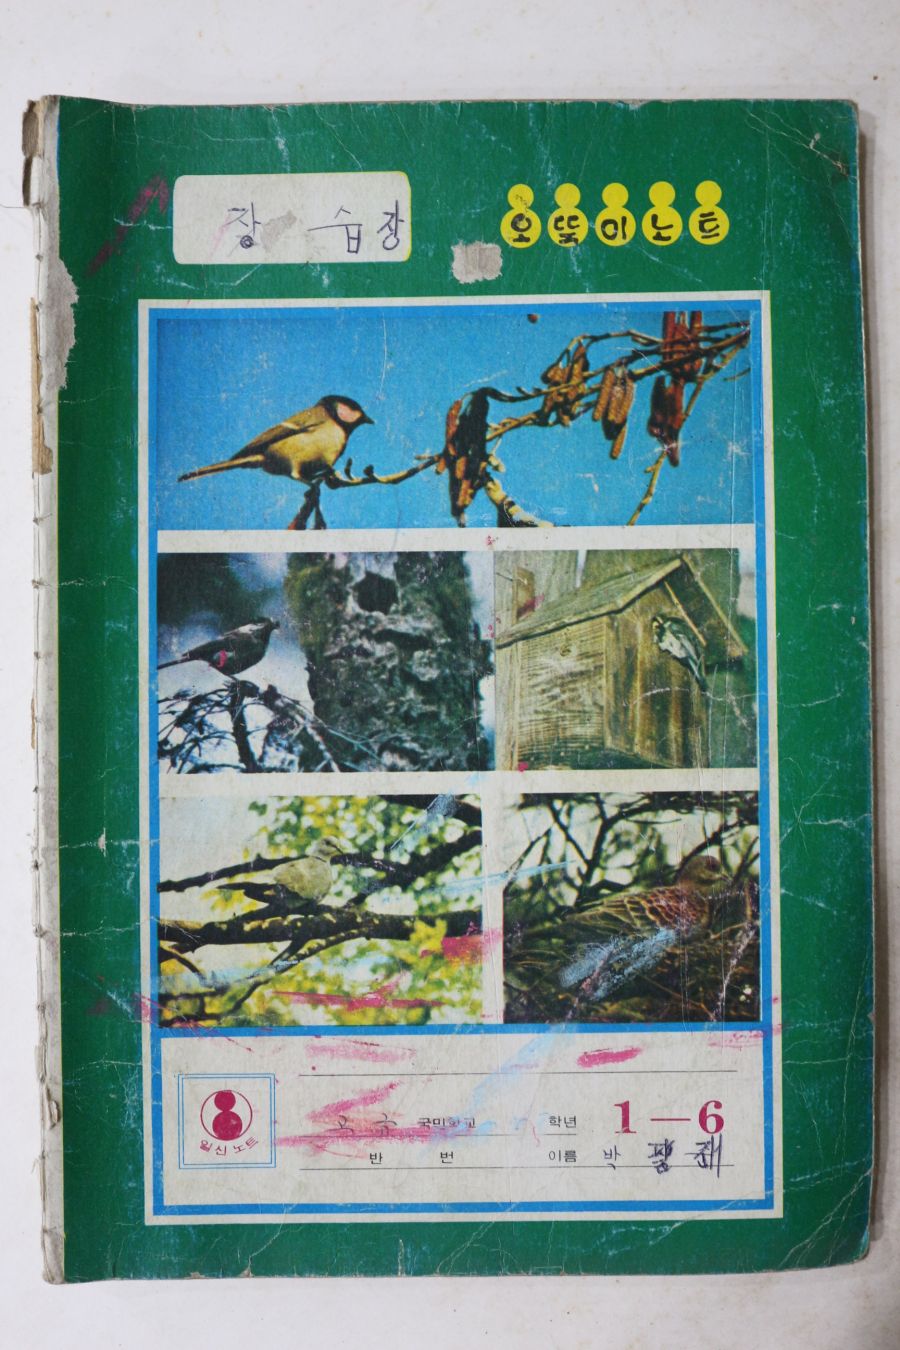 장 습장
오뚝이노트
국민학교 학년 1-6
반 번 이름 박 재
일신노트